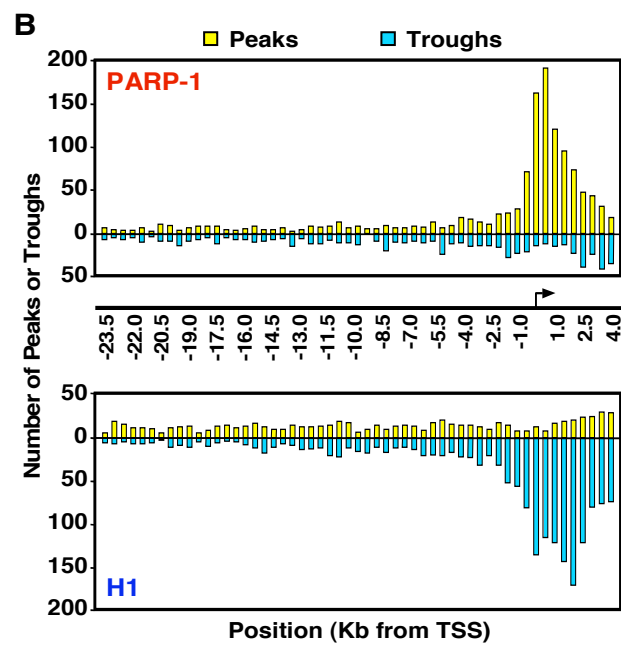 B
Peaks Troughs
Number of Peaks or Troughs
200
PARP-1
150
100
50
0
50
-23.5 -22.0 -20.5 -19.0 -17.5 -16.0 -14.5 -13.0 -11.5 -10.0 -8.5 -7.0 -5.5 -4.0 -2.5 -1.0 1.0 2.5 4.0
50
0
50
100
150
H1
200
Position (Kb from TSS)